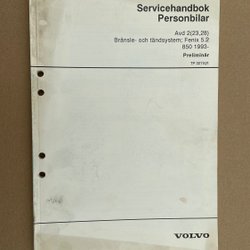 Servicehandbok
Personbilar
Avd 2(23,28)
Bränsle- och tändsystem; Fenix 5.2
850 1993-
Preliminär
VOLVO